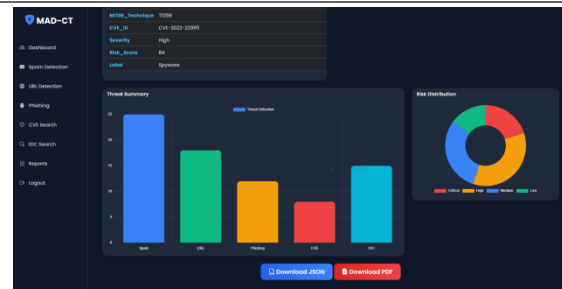 MAD-CT
Dashboard
Spam Detection
URL Detection
Phishing
CVE Search
IOC Search
Reports
Logout
MITRE_Technique T1056
CVE_ID CVE-2022-22965
Severity High
Risk_Score 84
Label Spyware
Threat Summary
Threat Detection
25
20
15
10
5
0
Spam URL Phishing CVE IOC
Risk Distribution
Critical High Medium Low
Download JSON Download PDF